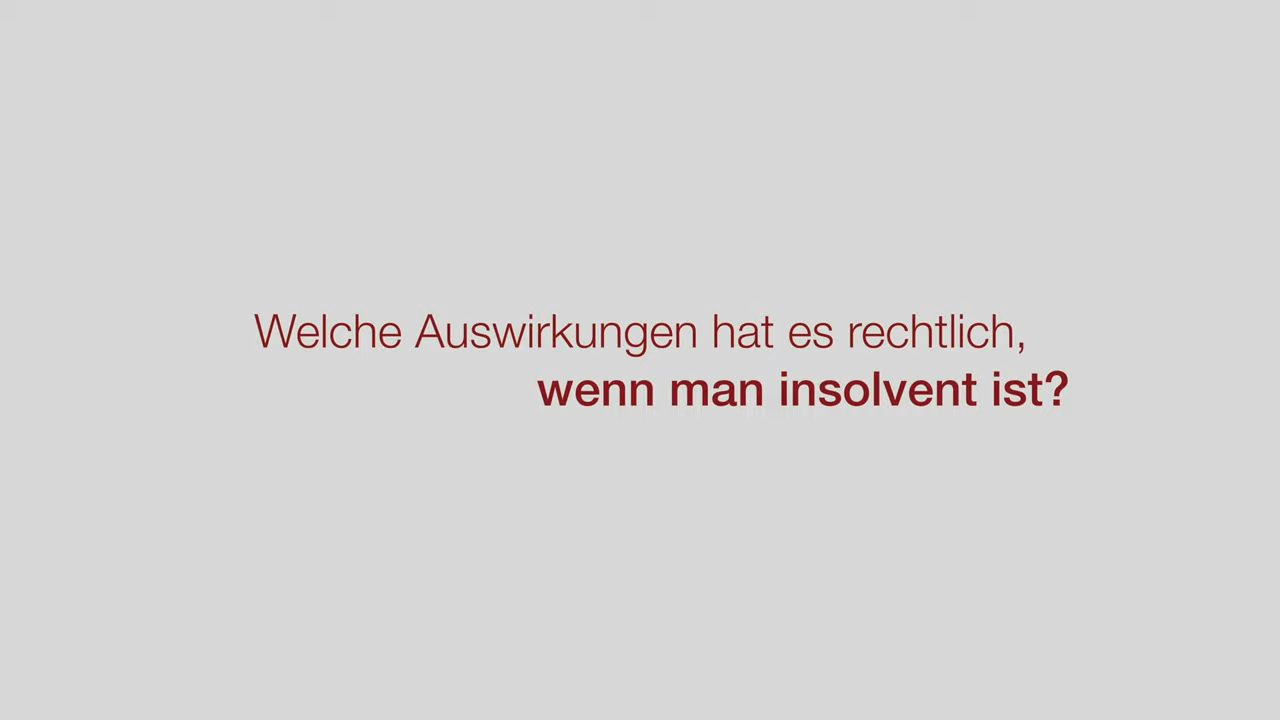 Welche Auswirkungen hat es rechtlich,
wenn man insolvent ist?